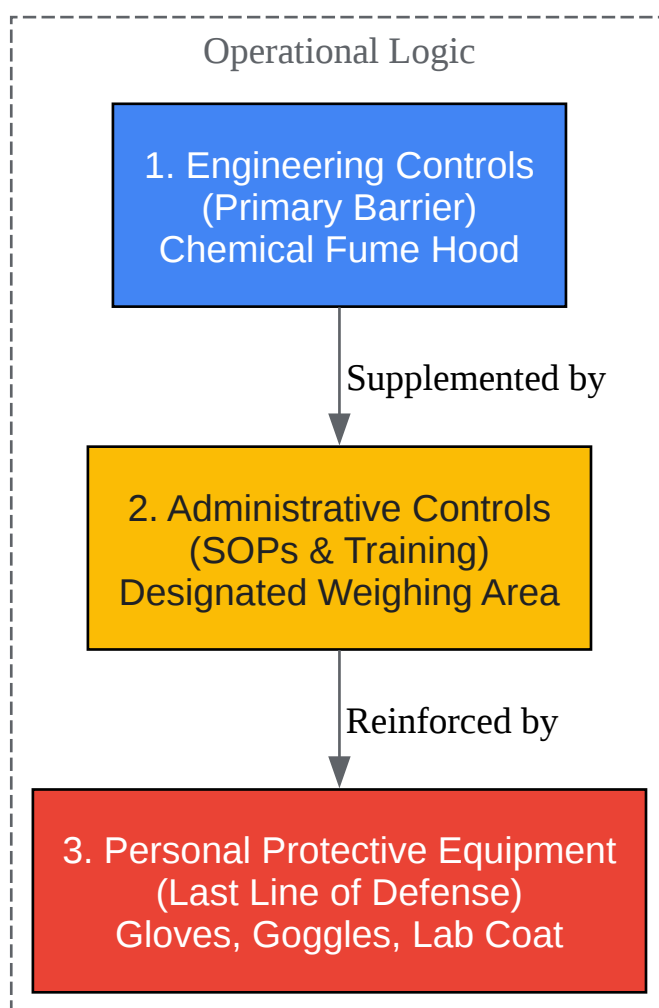 Operational Logic
1. Engineering Controls
(Primary Barrier)
Chemical Fume Hood
Supplemented by
2. Administrative Controls
(SOPs & Training)
Designated Weighing Area
Reinforced by
3. Personal Protective Equipment
(Last Line of Defense)
Gloves, Goggles, Lab Coat